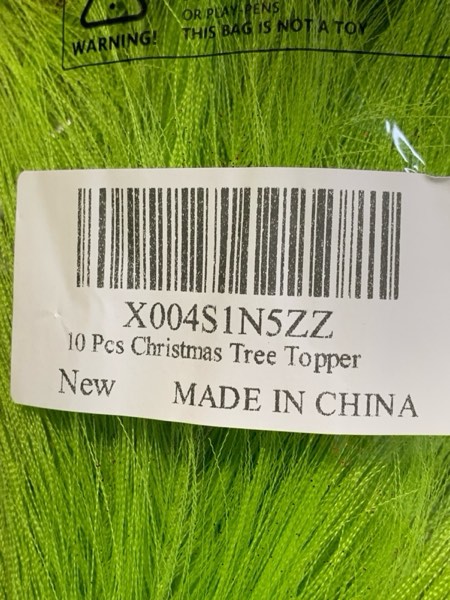 OR PLAY-PENS
WARNING! THIS BAG IS NOT A TOY
X004S1N5ZZ
10 Pcs Christmas Tree Topper
New MADE IN CHINA